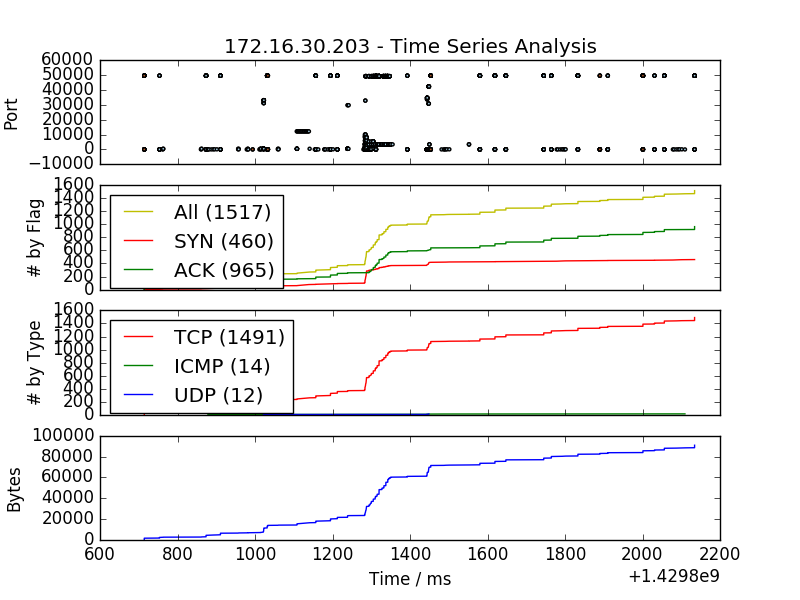 172.16.30.203 - Time Series Analysis
60000
50000
40000
30000
20000
10000
0
−10000
Port
1600
1400
1200
1000
800
600
400
200
0
# by Flag
All (1517)
SYN (460)
ACK (965)
1600
1400
1200
1000
800
600
400
200
0
# by Type
TCP (1491)
ICMP (14)
UDP (12)
100000
80000
60000
40000
20000
0
Bytes
600 800 1000 1200 1400 1600 1800 2000 2200
Time / ms
+1.4298e9